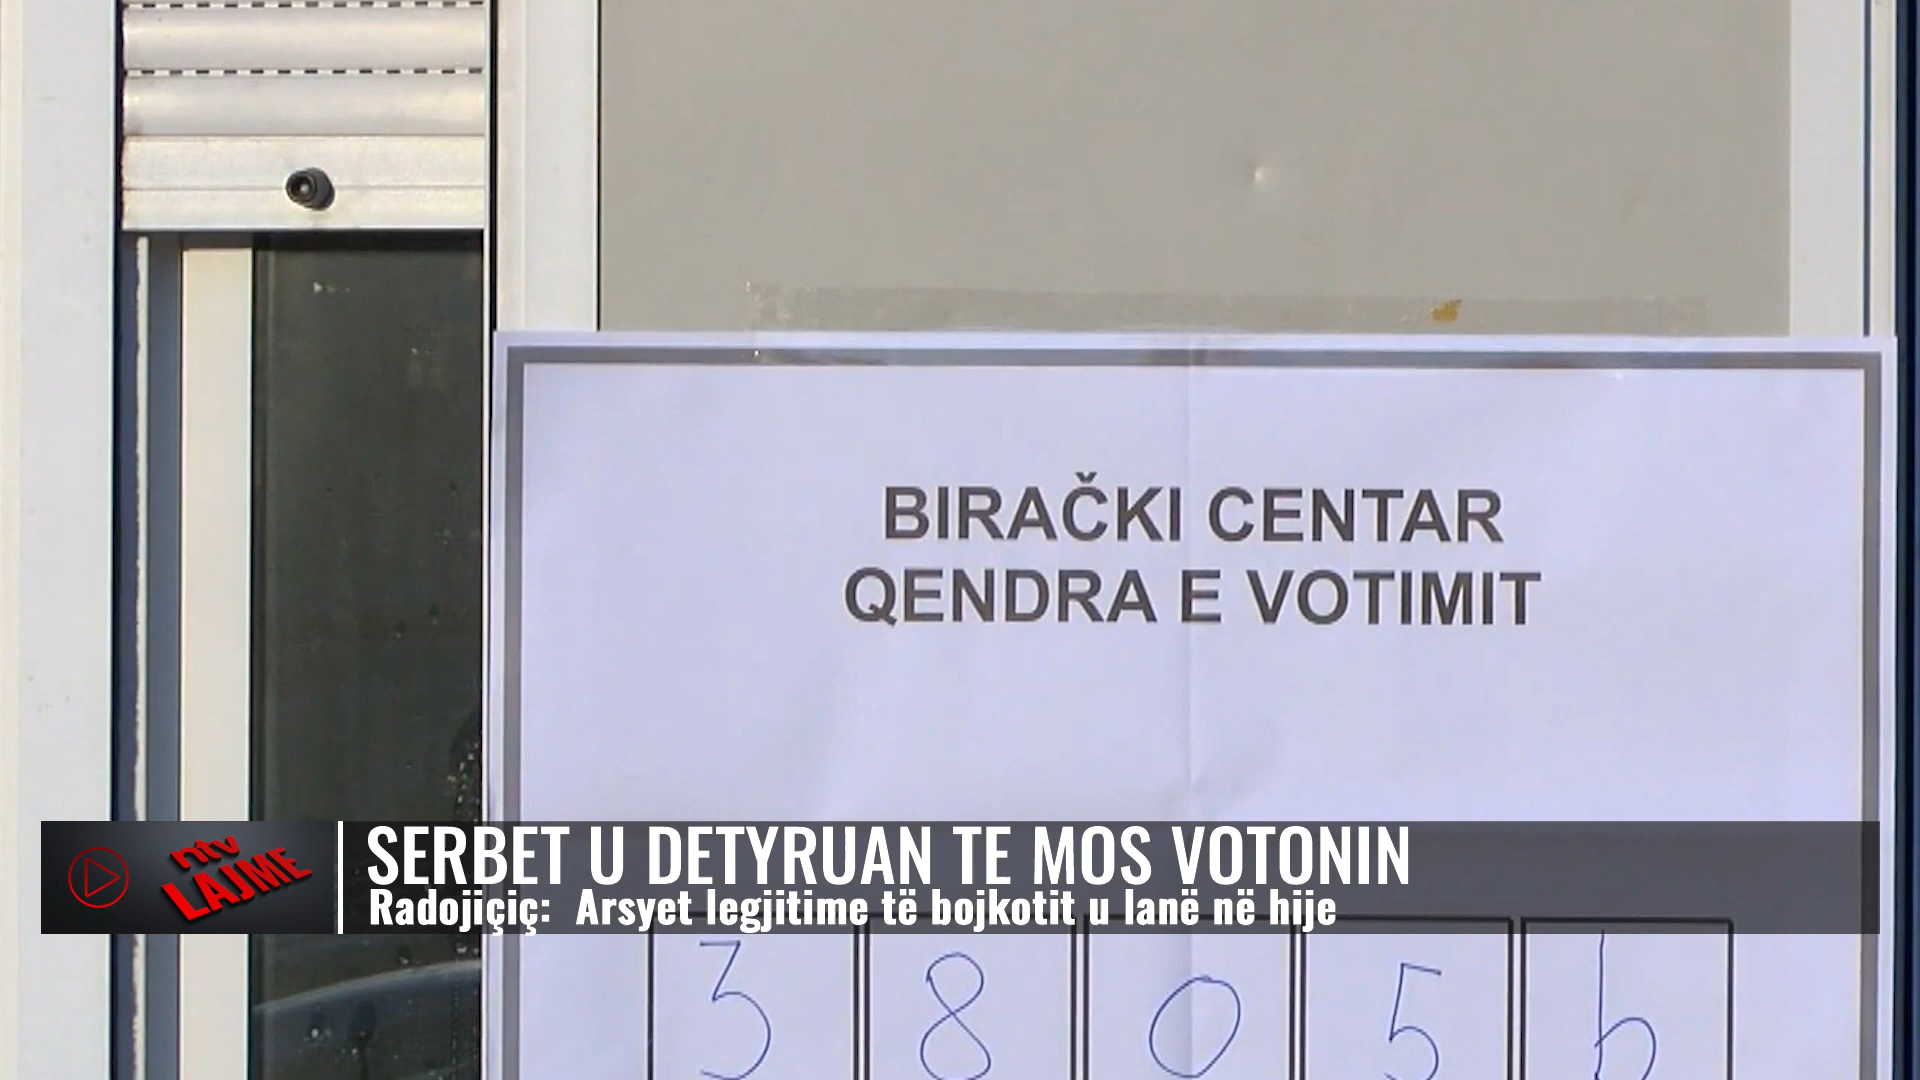 BIRAČKI CENTAR
QENDRA E VOTIMIT
ntv
LAJME
SERBET U DETYRUAN TE MOS VOTONIN
Radojiçiç: Arsyet legjitime të bojkotit u lanë në hije
3 8 0 5 b